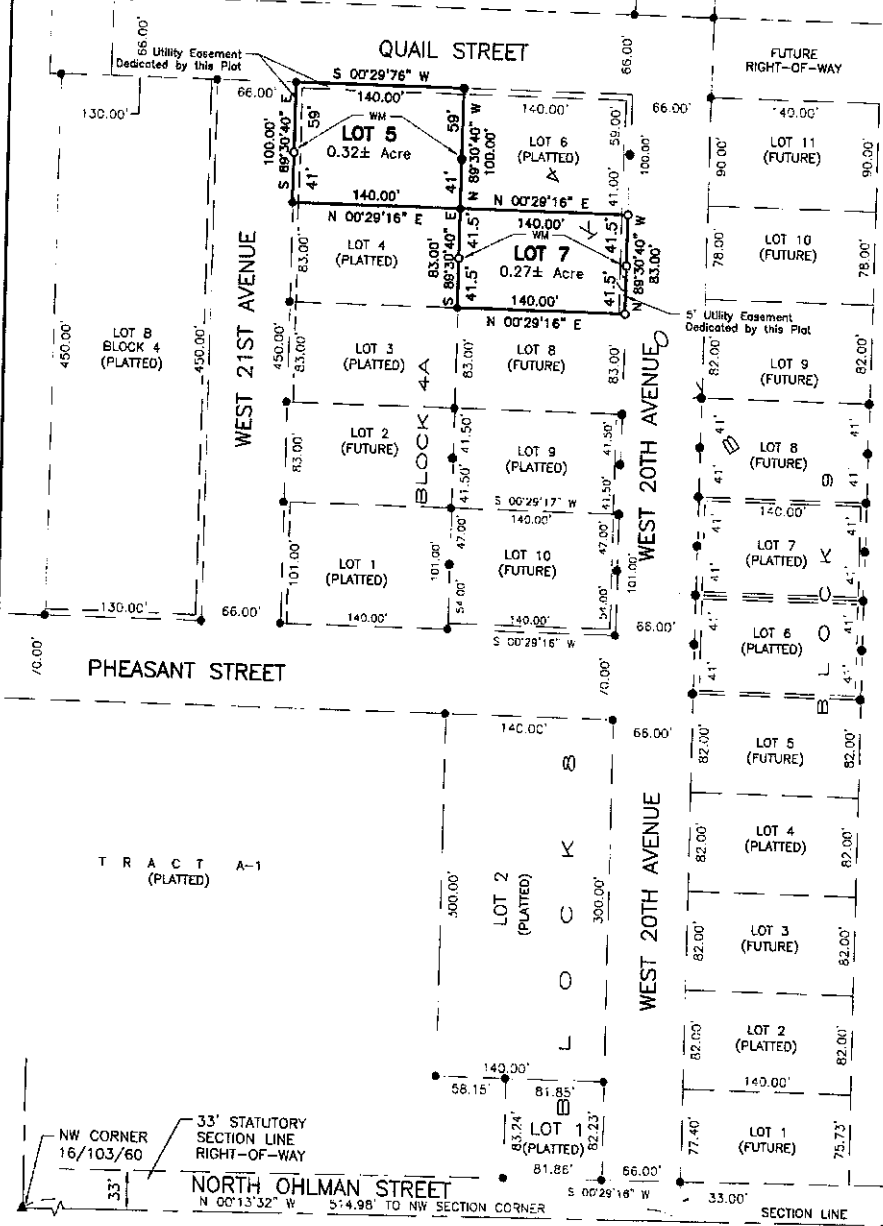 66.00'
QUAIL STREET
66.00'
FUTURE
RIGHT-OF-WAY
Utility Easement
Dedicated by this Plat
S 00°29'76" W
66.00'
140.00'
140.00'
66.00'
140.00'
130.00'
100.00'
S 89°30'40" E
59'
WM
LOT 5
0.32± Acre
59'
N 89°30'40" W
100.00'
LOT 6
(PLATTED)
59.00'
100.00'
90.00'
LOT 11
(FUTURE)
90.00'
41'
41'
4
41.00'
140.00'
N 00°29'16" E
N 00°29'16" E
140.00'
WM
LOT 7
0.27± Acre
83.00'
S 89°30'40" E
41.5'
41.5'
K
41.5'
41.5'
N 89°30'40" W
83.00'
140.00'
N 00°29'16" E
5' Utility Easement
Dedicated by this Plat
78.00'
LOT 10
(FUTURE)
78.00'
83.00'
LOT 4
(PLATTED)
WEST 21ST AVENUE
450.00'
LOT B
BLOCK 4
(PLATTED)
450.00'
450.00'
83.00'
LOT 3
(PLATTED)
83.00'
LOT 8
(FUTURE)
83.00'
O
82.00'
LOT 9
(FUTURE)
82.00'
BLOCK 4A
83.00'
LOT 2
(FUTURE)
41.50'
41.50'
LOT 9
(PLATTED)
41.50'
41.50'
WEST 20TH AVENUE
41'
41'
B
LOT 8
(FUTURE)
41'
41'
S 00°29'17" W
140.00'
140.00'
101.00'
LOT 1
(PLATTED)
101.00'
47.00'
54.00'
LOT 10
(FUTURE)
47.00'
54.00'
101.00'
41'
41'
LOT 7
(PLATTED)
41'
41'
BLOCK 9
130.00'
66.00'
140.00'
140.00'
S 00°29'16" W
66.00'
41'
41'
LOT 6
(PLATTED)
41'
41'
70.00'
PHEASANT STREET
70.00'
140.00'
66.00'
82.00'
LOT 5
(FUTURE)
82.00'
TRACT A-1
(PLATTED)
300.00'
LOT 2
(PLATTED)
BLOCK 8
300.00'
WEST 20TH AVENUE
82.00'
LOT 4
(PLATTED)
82.00'
82.00'
LOT 3
(FUTURE)
82.00'
82.00'
LOT 2
(PLATTED)
82.00'
140.00'
140.00'
58.15'
81.85'
83.24'
LOT 1
(PLATTED)
82.23'
77.40'
LOT 1
(FUTURE)
75.73'
NW CORNER
16/103/60
33' STATUTORY
SECTION LINE
RIGHT-OF-WAY
81.86'
66.00'
33'
NORTH OHLMAN STREET
N 00°13'32" W 514.98' TO NW SECTION CORNER
S 00°29'16" W
33.00'
SECTION LINE